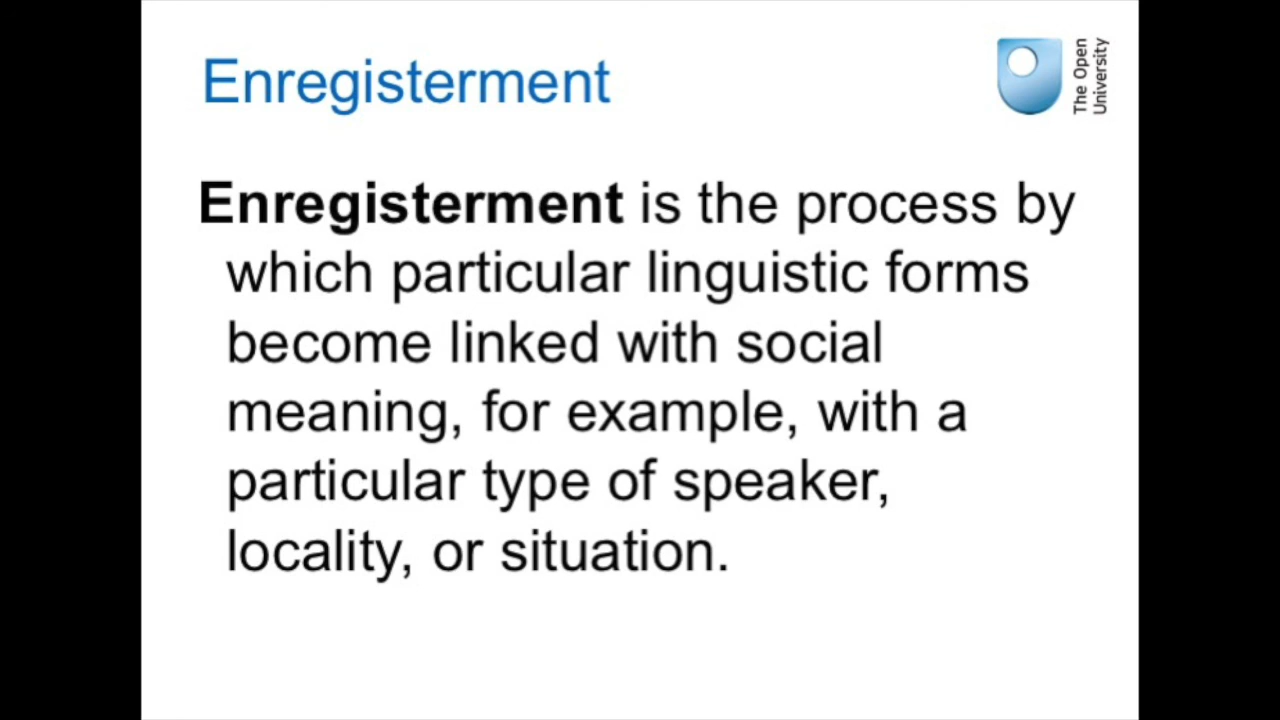 Enregisterment
The Open
University
Enregisterment is the process by
which particular linguistic forms
become linked with social
meaning, for example, with a
particular type of speaker,
locality, or situation.